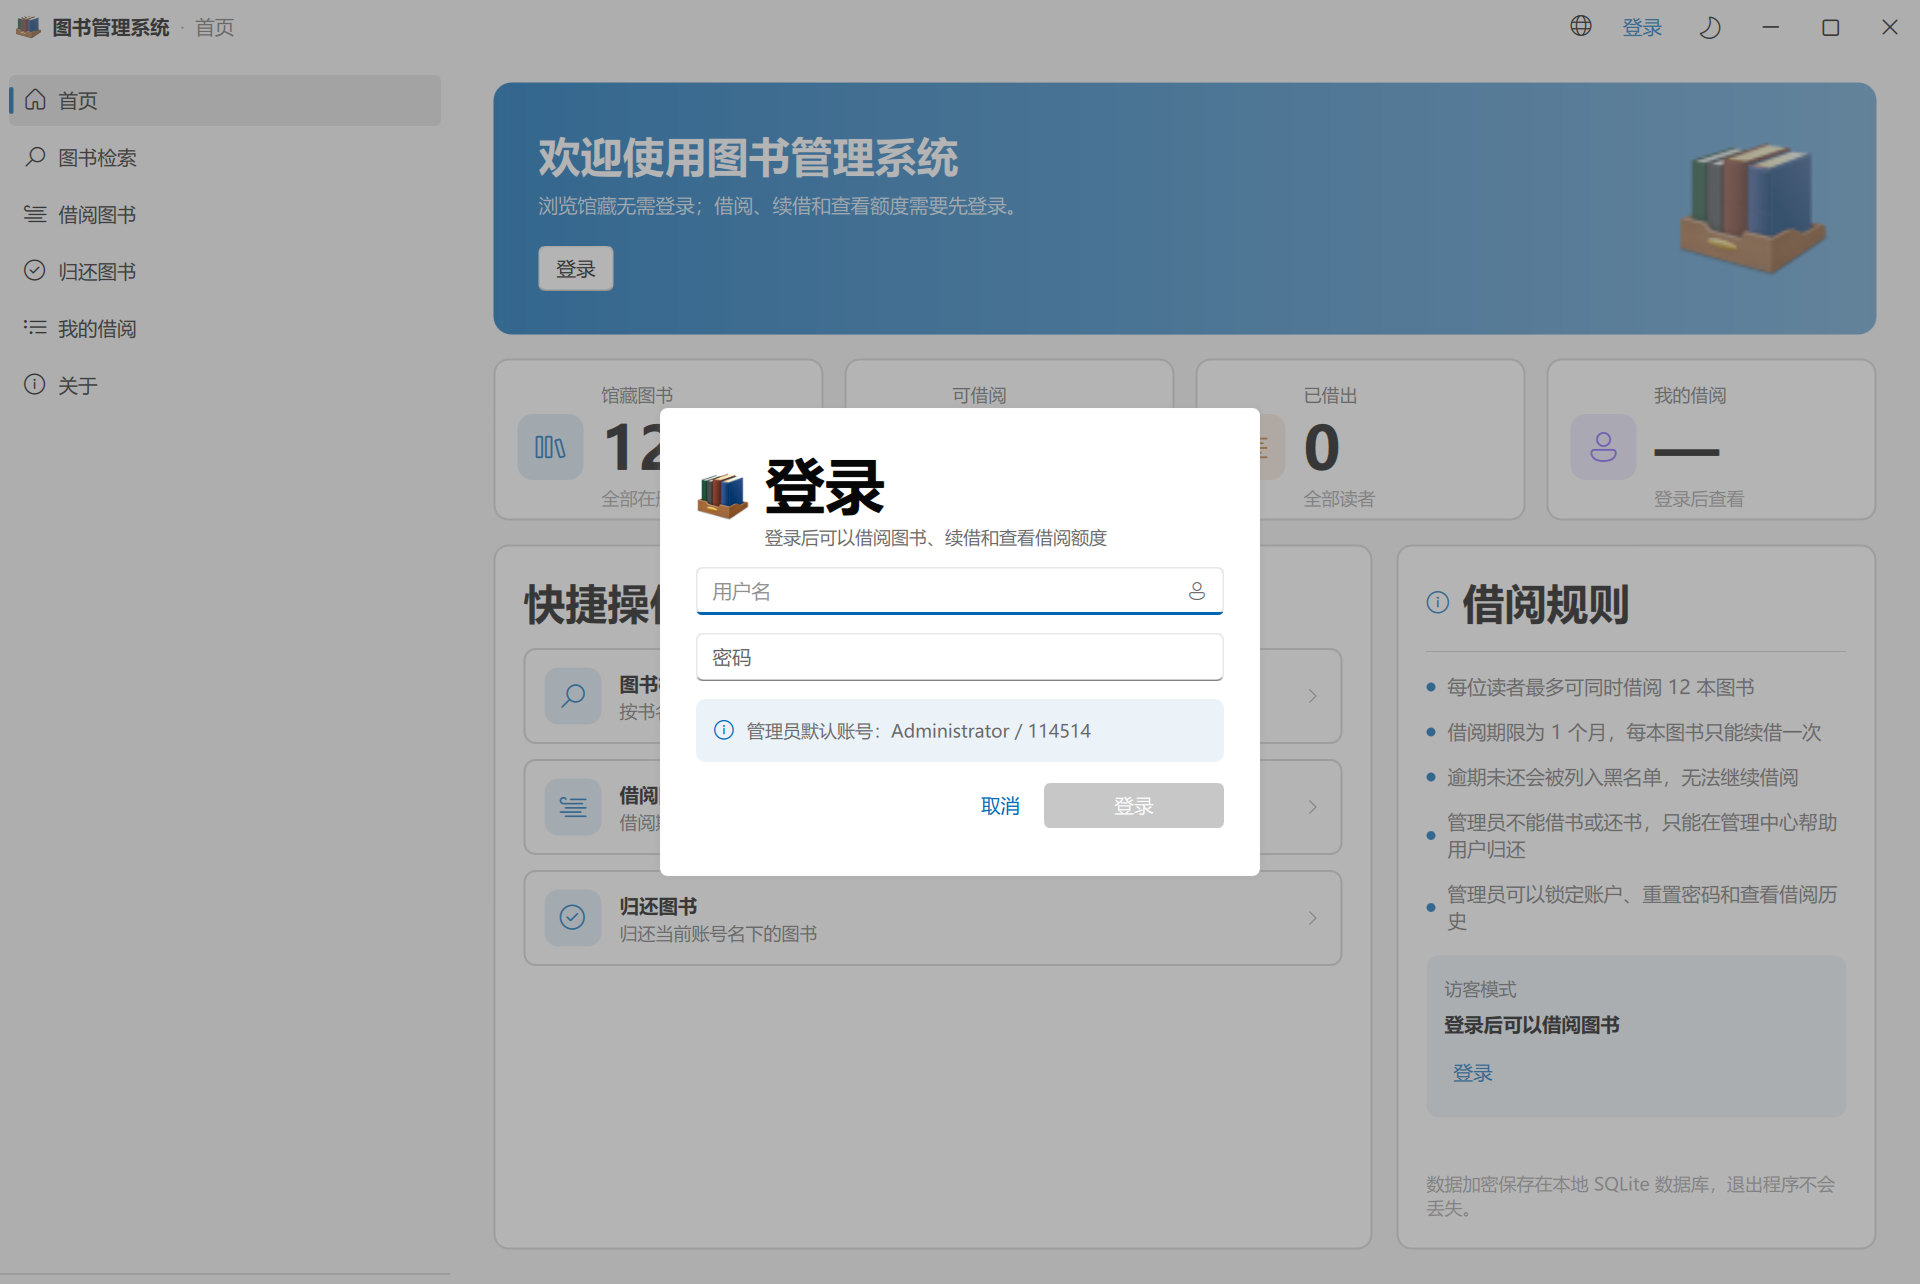 图书管理系统 · 首页
登录
首页
图书检索
借阅图书
归还图书
我的借阅
关于
欢迎使用图书管理系统
浏览馆藏无需登录；借阅、续借和查看额度需要先登录。
登录
馆藏图书
12
全部在
可借阅
已借出
0
全部读者
我的借阅
—
登录后查看
登录
登录后可以借阅图书、续借和查看借阅额度
用户名
密码
管理员默认账号：Administrator / 114514
取消
登录
快捷操
图书
按书
借阅
借阅
归还图书
归还当前账号名下的图书
借阅规则
每位读者最多可同时借阅 12 本图书
借阅期限为 1 个月，每本图书只能续借一次
逾期未还会被列入黑名单，无法继续借阅
管理员不能借书或还书，只能在管理中心帮助
用户归还
管理员可以锁定账户、重置密码和查看借阅历
史
访客模式
登录后可以借阅图书
登录
数据加密保存在本地 SQLite 数据库，退出程序不会
丢失。